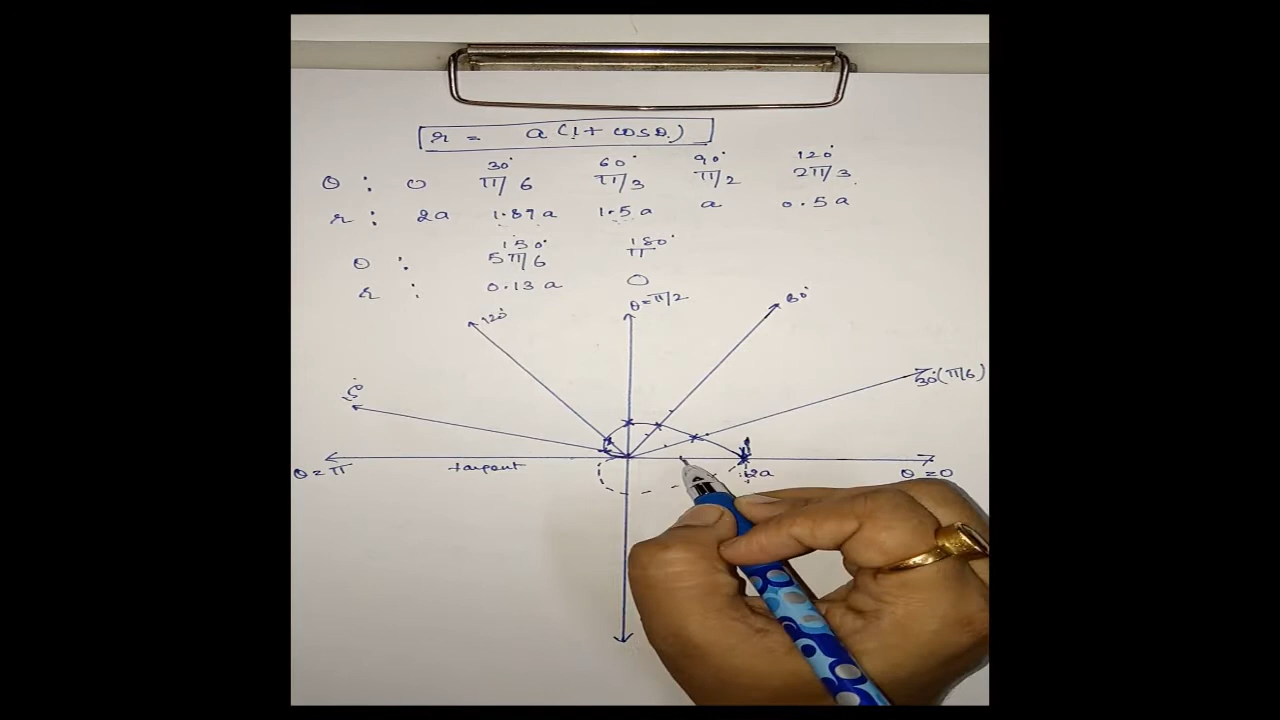 r = a(1+cosθ)
30° 60° 90° 120°
θ : 0 π/6 π/3 π/2 2π/3
r : 2a 1.87a 1.5a a 0.5a
150° 180°
θ : 5π/6 π
r : 0.13a 0
θ=π/2
60°
120°
30°(π/6)
θ=π
tangent
2a
θ=0